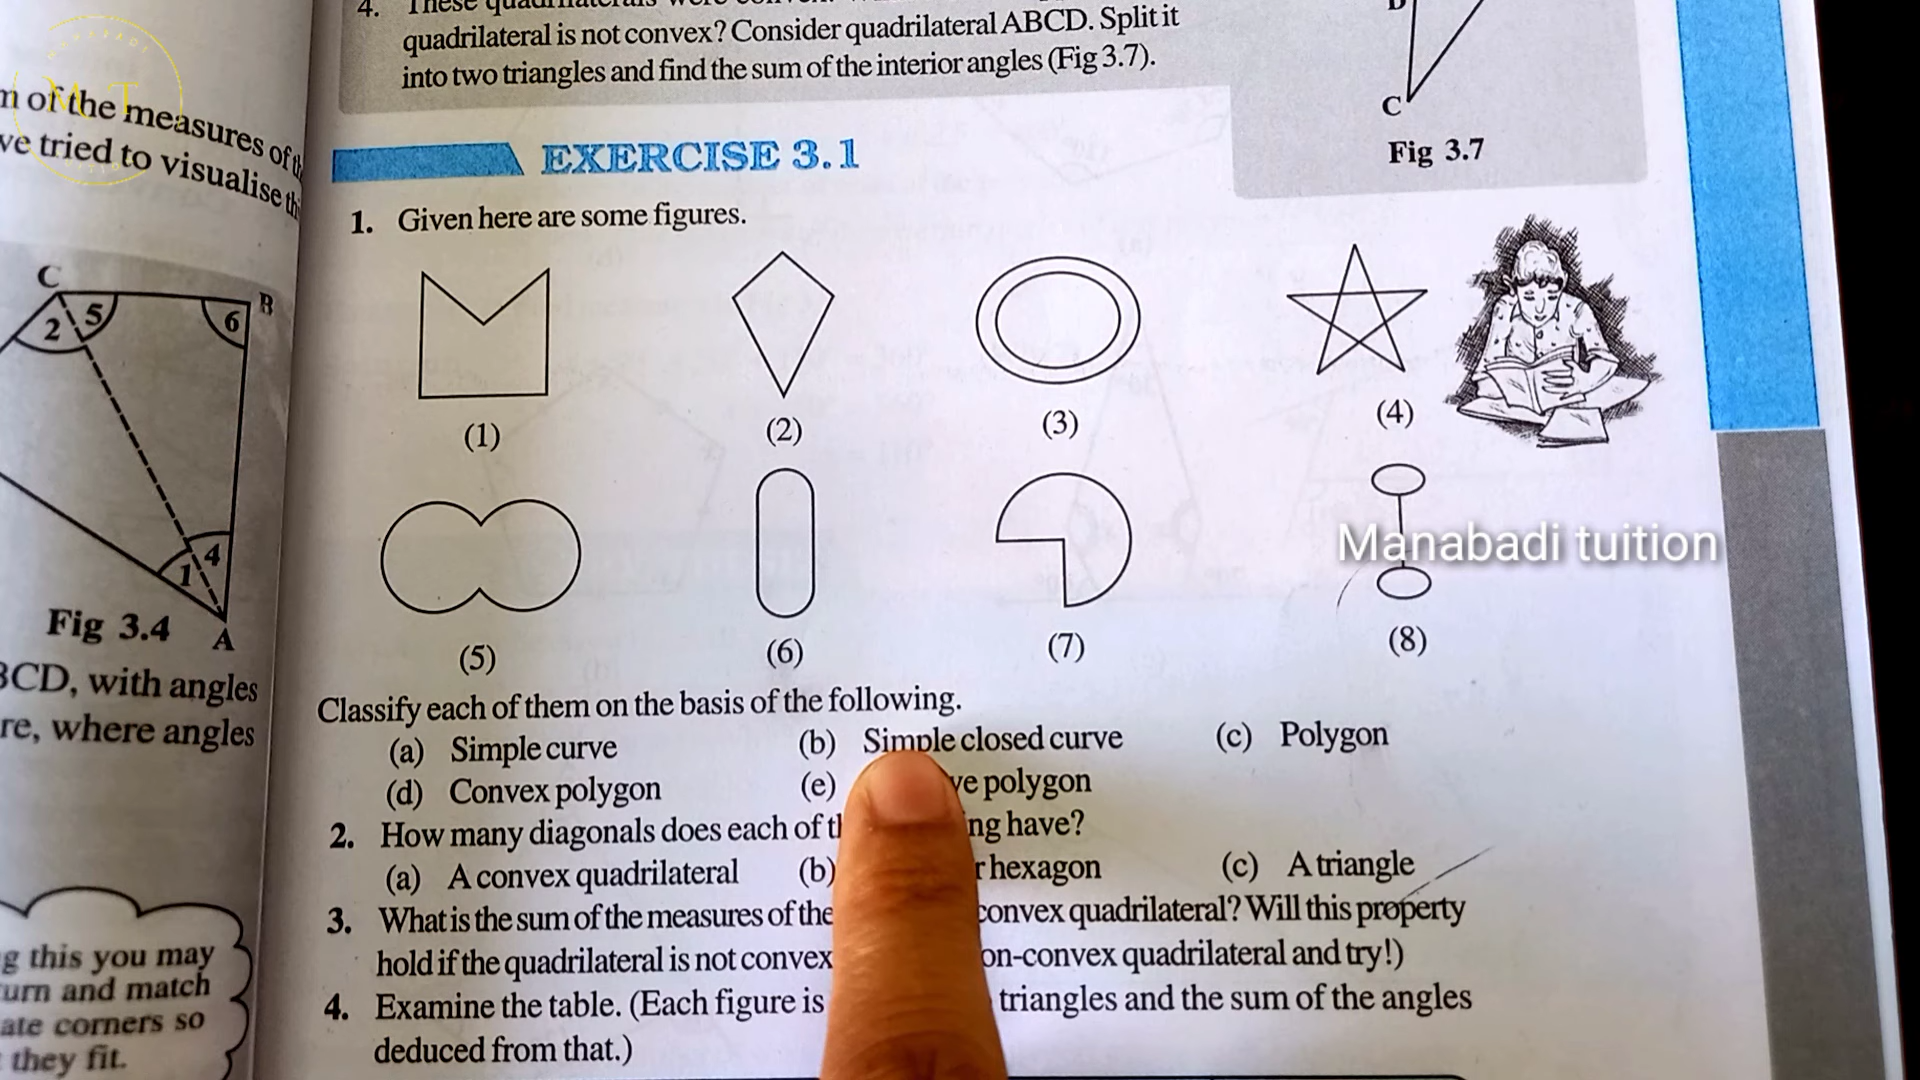 4. These quadrilaterals were convex.
quadrilateral is not convex? Consider quadrilateral ABCD. Split it
into two triangles and find the sum of the interior angles (Fig 3.7).
C
Fig 3.7
M T
of the measures of
ve tried to visualise th
C
B
2
5
6
4
1
Fig 3.4
A
BCD, with angles
re, where angles
g this you may
urn and match
ate corners so
they fit.
EXERCISE 3.1
1. Given here are some figures.
(1) (2) (3) (4)
(5) (6) (7) (8)
Manabadi tuition
Classify each of them on the basis of the following.
(a) Simple curve (b) Simple closed curve (c) Polygon
(d) Convex polygon (e) ve polygon
2. How many diagonals does each of ing have?
(a) A convex quadrilateral (b) r hexagon (c) A triangle
3. What is the sum of the measures of the convex quadrilateral? Will this property
hold if the quadrilateral is not convex on-convex quadrilateral and try!)
4. Examine the table. (Each figure is triangles and the sum of the angles
deduced from that.)